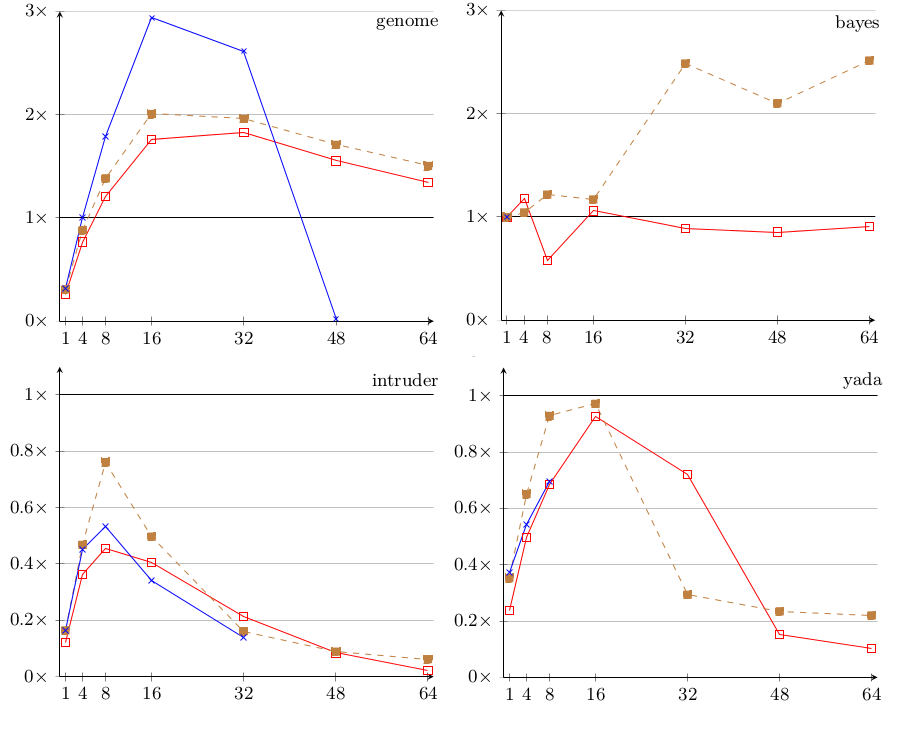 genome
3×
2×
1×
0×
1 4 8 16 32 48 64
bayes
3×
2×
1×
0×
1 4 8 16 32 48 64
intruder
1×
0.8×
0.6×
0.4×
0.2×
0×
1 4 8 16 32 48 64
yada
1×
0.8×
0.6×
0.4×
0.2×
0×
1 4 8 16 32 48 64